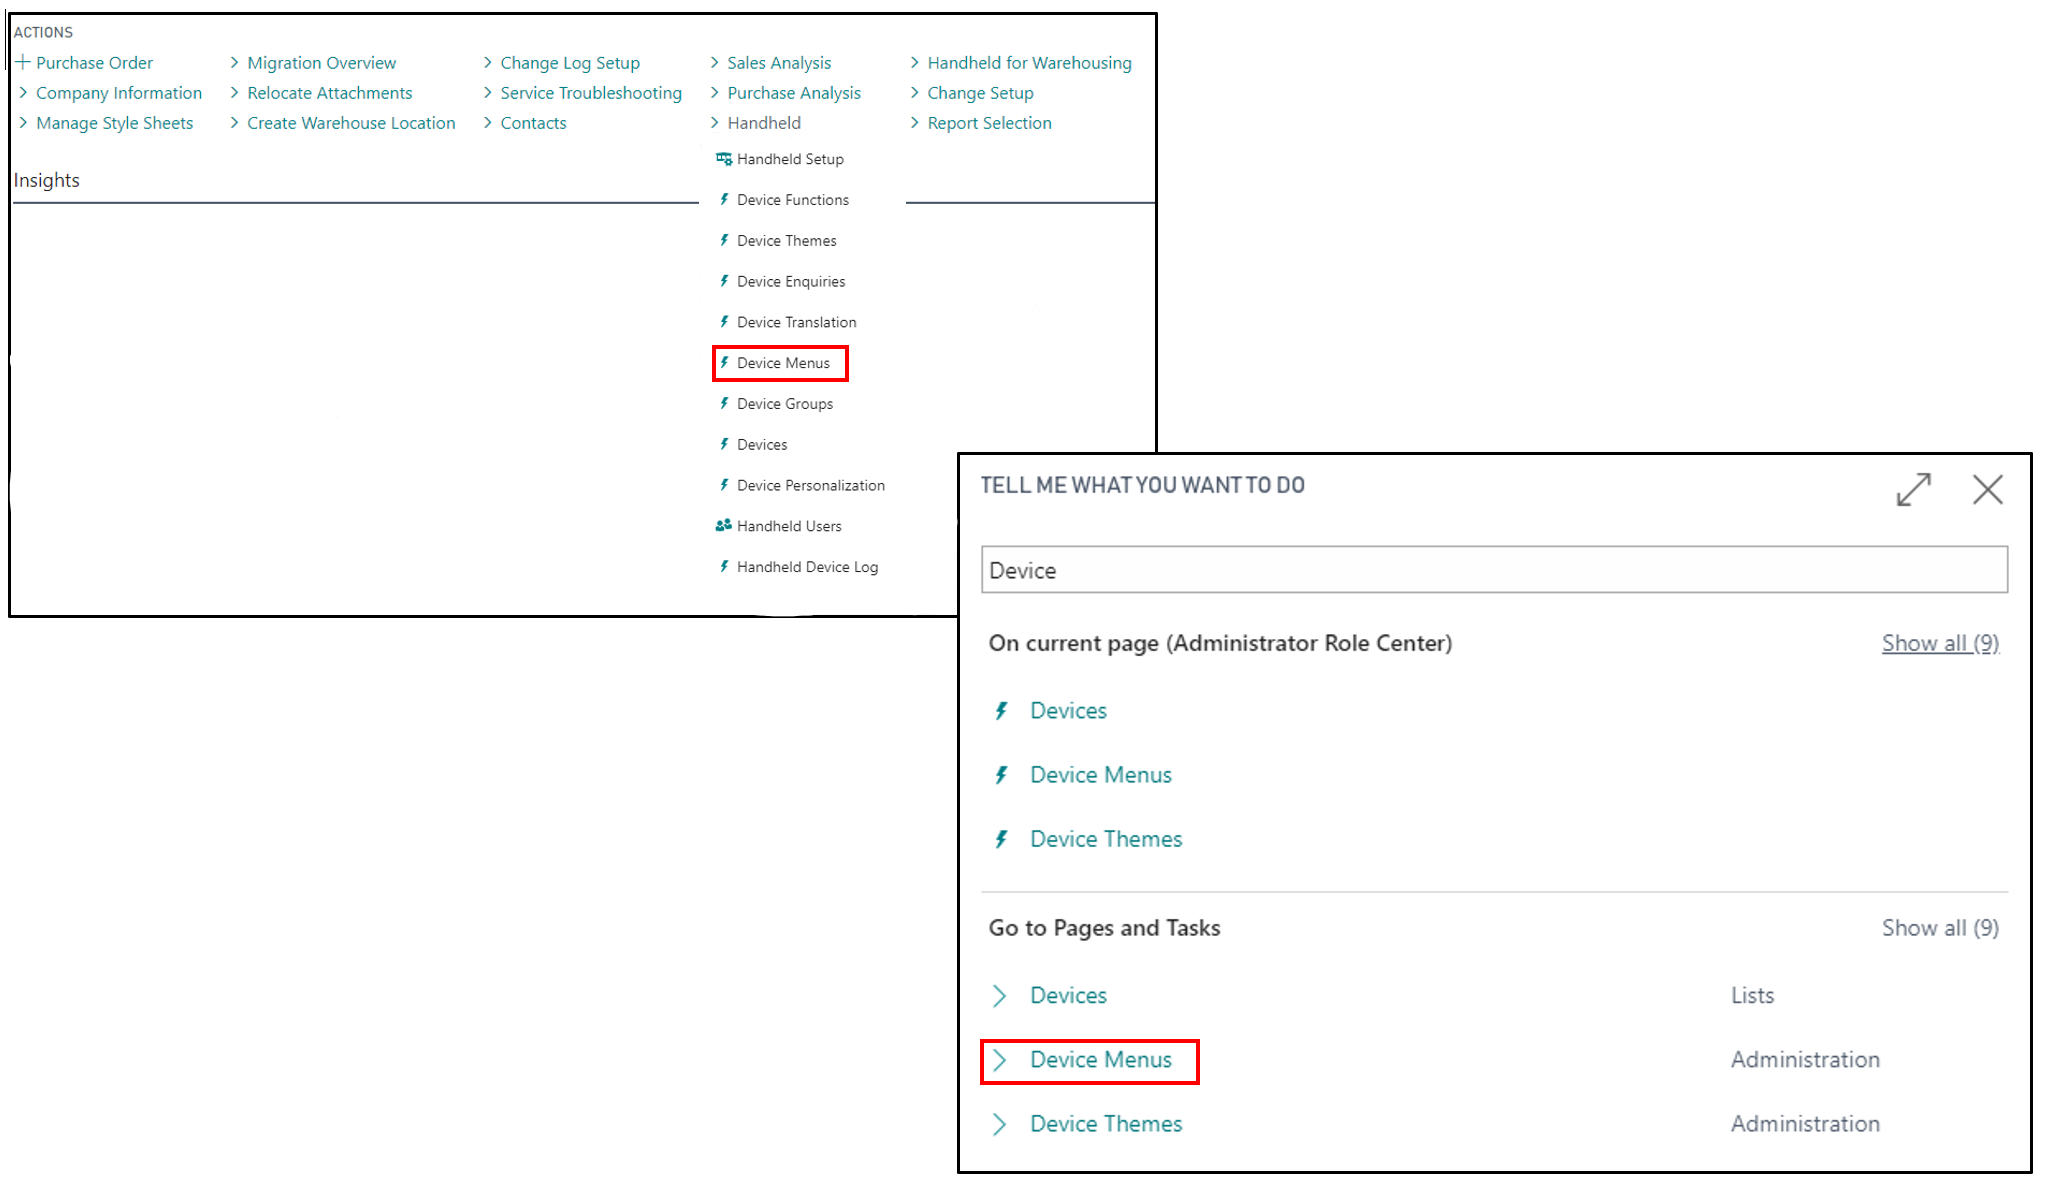 ACTIONS
Purchase Order
Company Information
Manage Style Sheets
Migration Overview
Relocate Attachments
Create Warehouse Location
Change Log Setup
Service Troubleshooting
Contacts
Sales Analysis
Purchase Analysis
Handheld
Handheld for Warehousing
Change Setup
Report Selection
Handheld Setup
Device Functions
Device Themes
Device Enquiries
Device Translation
Device Menus
Device Groups
Devices
Device Personalization
Handheld Users
Handheld Device Log
Insights
TELL ME WHAT YOU WANT TO DO
Device
On current page (Administrator Role Center) Show all (9)
Devices
Device Menus
Device Themes
Go to Pages and Tasks Show all (9)
Devices Lists
Device Menus Administration
Device Themes Administration